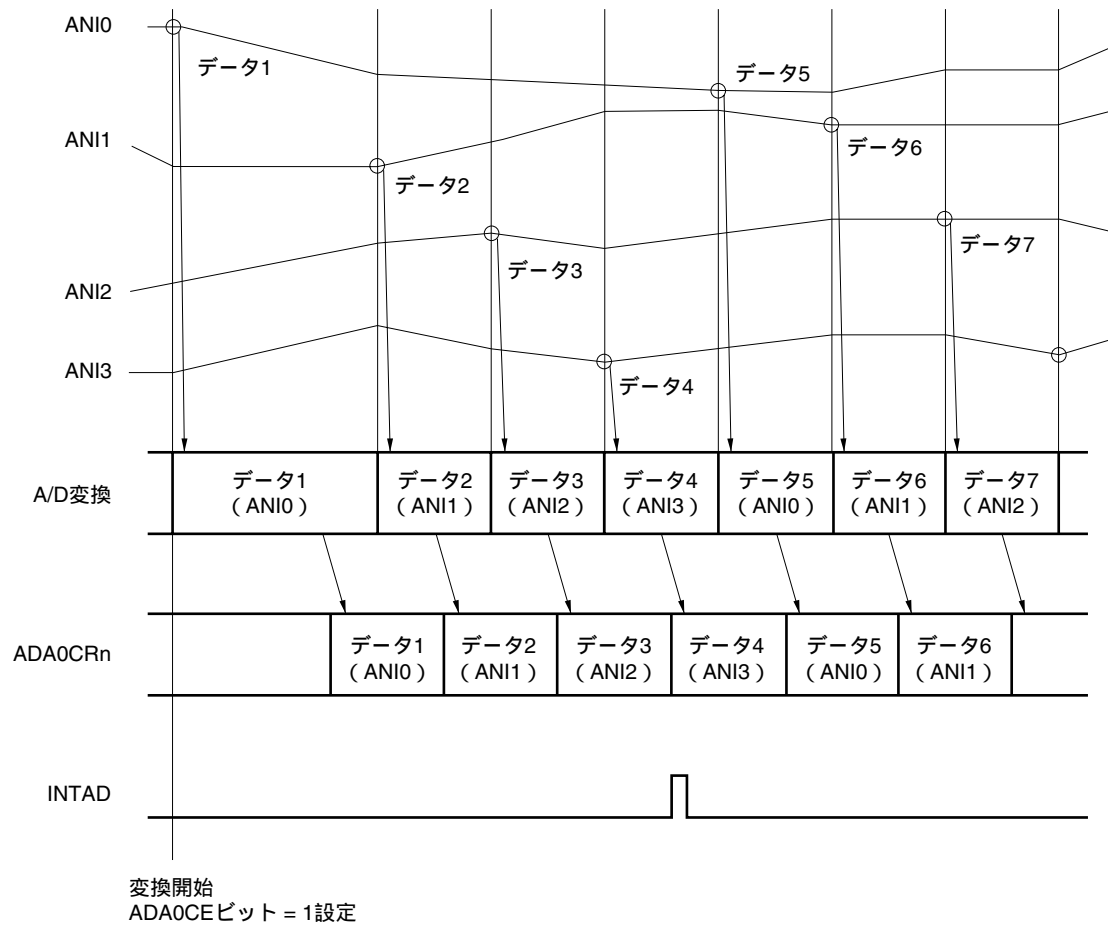 ANI0
データ1
データ5
ANI1
データ6
データ2
データ3
データ7
ANI2
ANI3
データ4
A/D変換
データ1
(ANI0)
データ2
(ANI1)
データ3
(ANI2)
データ4
(ANI3)
データ5
(ANI0)
データ6
(ANI1)
データ7
(ANI2)
ADA0CRn
データ1
(ANI0)
データ2
(ANI1)
データ3
(ANI2)
データ4
(ANI3)
データ5
(ANI0)
データ6
(ANI1)
INTAD
変換開始
ADA0CEビット = 1設定